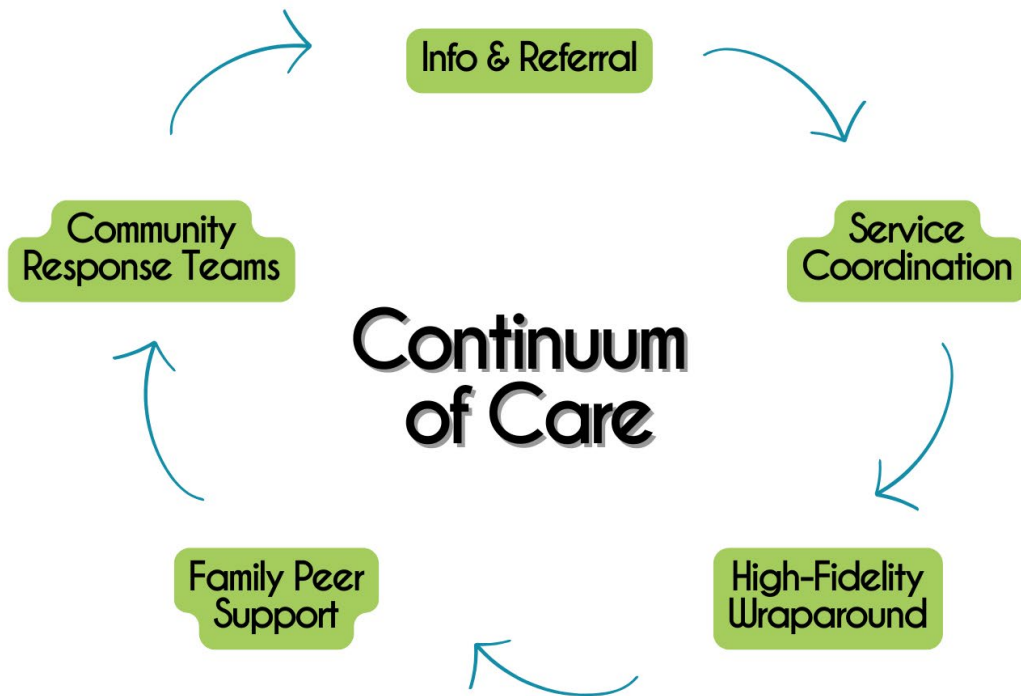 Info & Referral
Service
Coordination
High-Fidelity
Wraparound
Family Peer
Support
Community
Response Teams
Continuum
of Care